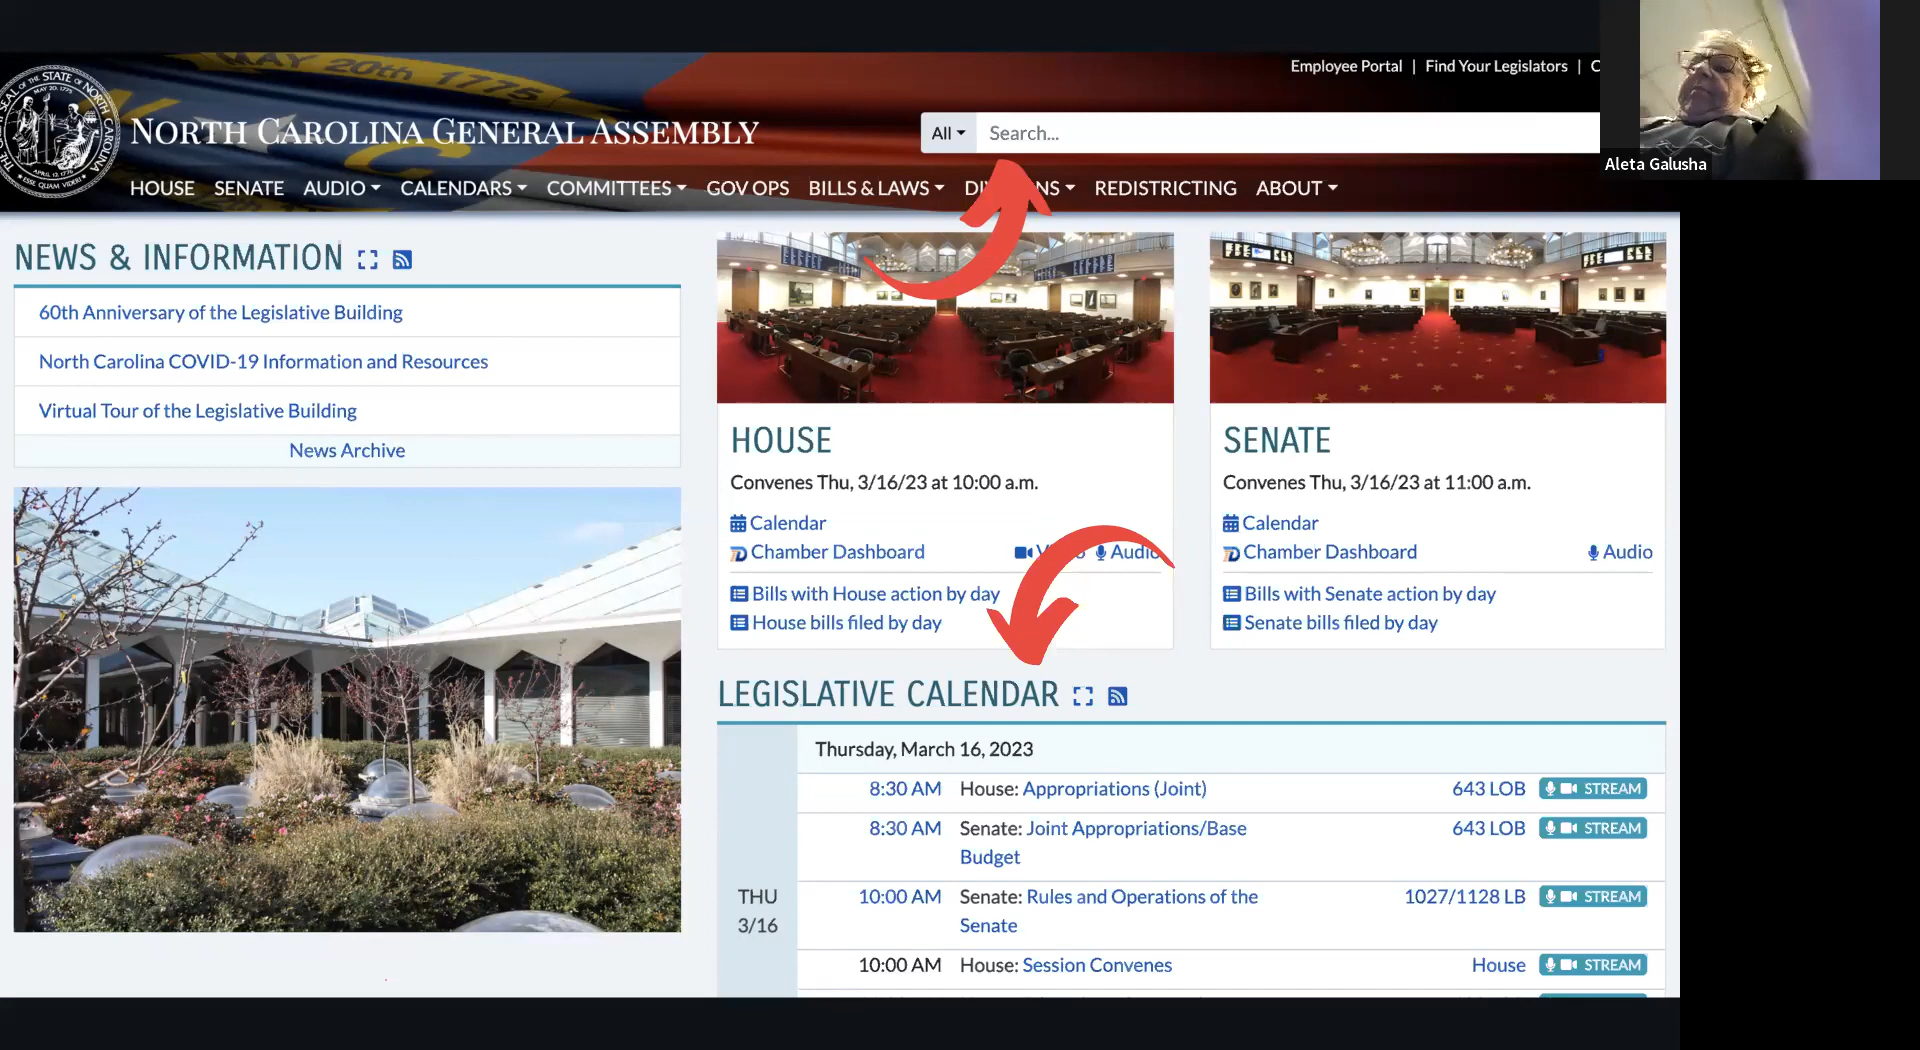 MAY 20th 1775
Employee Portal | Find Your Legislators |
NORTH CAROLINA GENERAL ASSEMBLY
All
Search...
HOUSE SENATE AUDIO CALENDARS COMMITTEES GOV OPS BILLS & LAWS REDISTRICTING ABOUT
Aleta Galusha
NEWS & INFORMATION
60th Anniversary of the Legislative Building
North Carolina COVID-19 Information and Resources
Virtual Tour of the Legislative Building
News Archive
HOUSE
Convenes Thu, 3/16/23 at 10:00 a.m.
Calendar
Chamber Dashboard
Audio
Bills with House action by day
House bills filed by day
SENATE
Convenes Thu, 3/16/23 at 11:00 a.m.
Calendar
Chamber Dashboard
Audio
Bills with Senate action by day
Senate bills filed by day
LEGISLATIVE CALENDAR
THU
3/16
Thursday, March 16, 2023
8:30 AM House: Appropriations (Joint) 643 LOB STREAM
8:30 AM Senate: Joint Appropriations/Base 643 LOB STREAM
Budget
10:00 AM Senate: Rules and Operations of the 1027/1128 LB STREAM
Senate
10:00 AM House: Session Convenes House STREAM